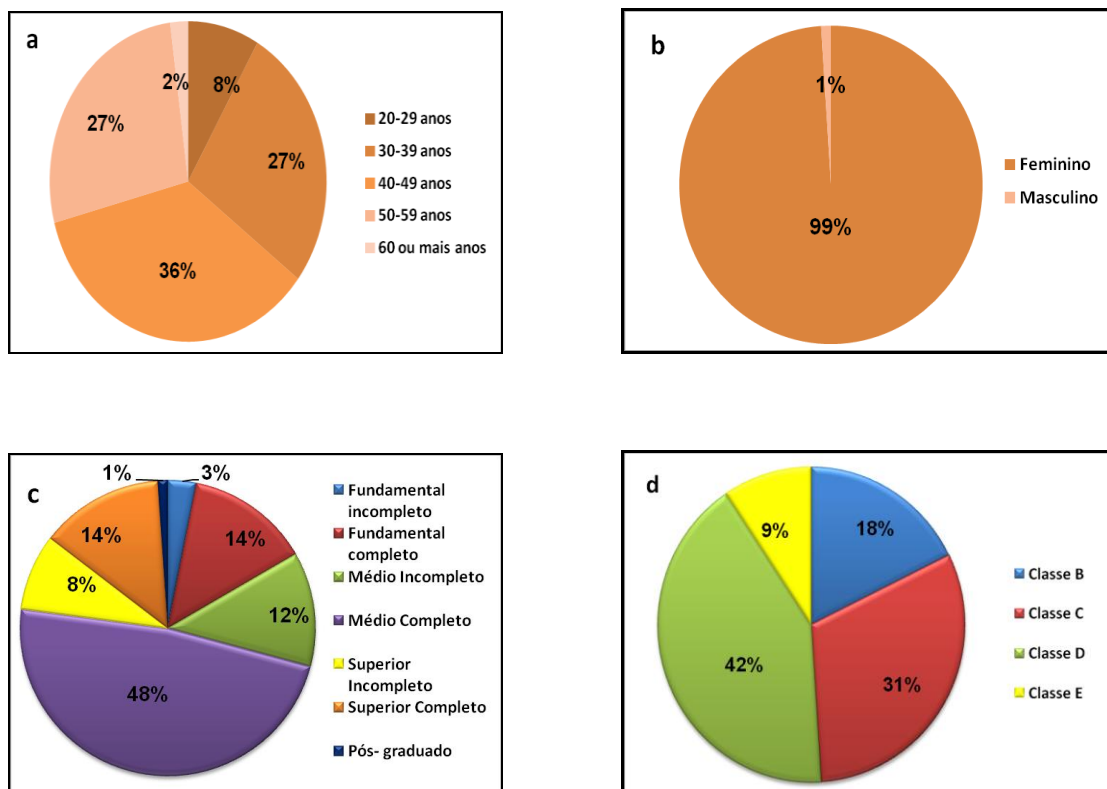 a
2%
8%
27%
27%
36%
20-29 anos
30-39 anos
40-49 anos
50-59 anos
60 ou mais anos
b
1%
99%
Feminino
Masculino
c
1%
3%
14%
14%
8%
12%
48%
Fundamental
incompleto
Fundamental
completo
Médio Incompleto
Médio Completo
Superior
Incompleto
Superior Completo
Pós- graduado
d
9%
18%
42%
31%
Classe B
Classe C
Classe D
Classe E